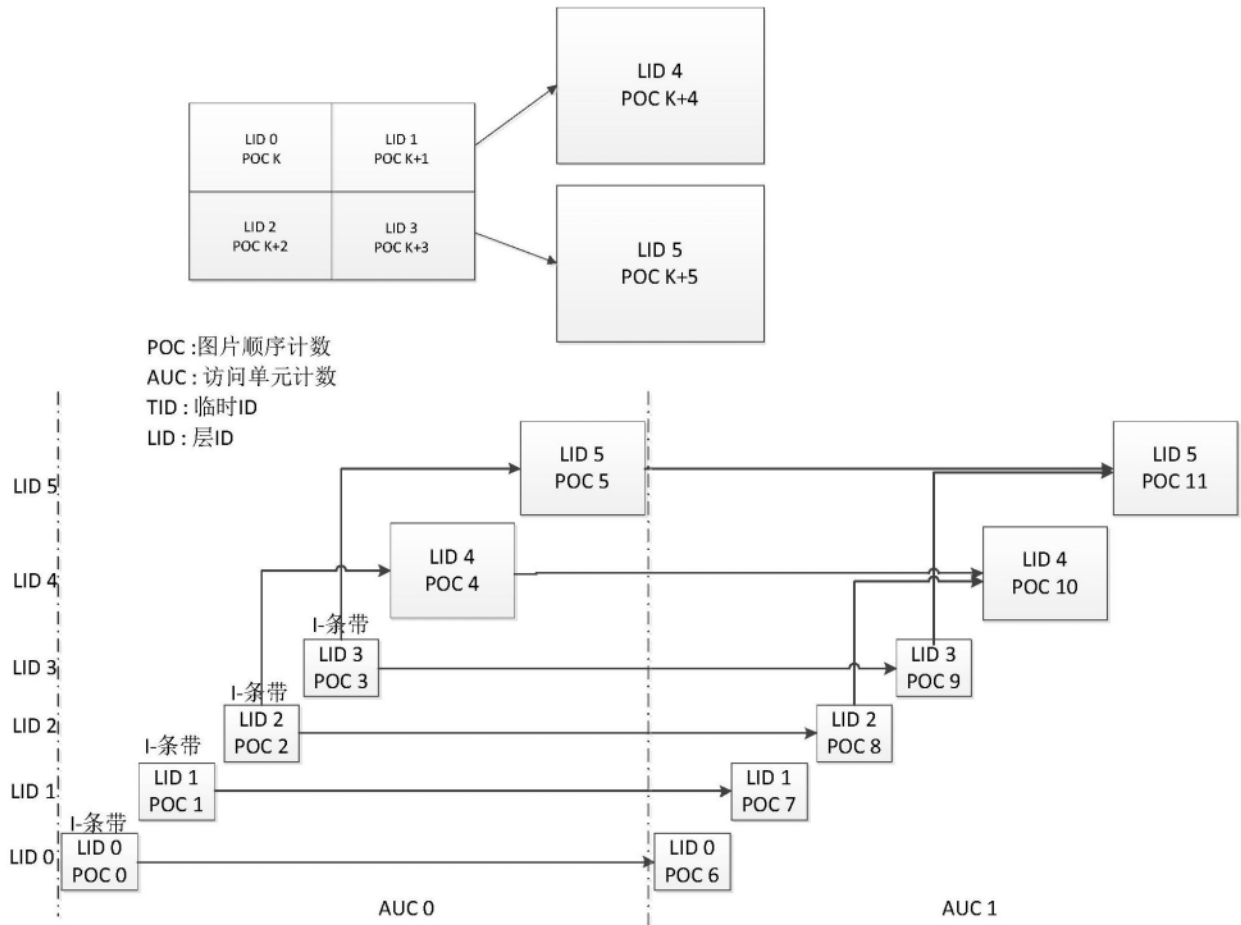 LID 4
POC K+4
LID 0
POC K
LID 1
POC K+1
LID 2
POC K+2
LID 3
POC K+3
LID 5
POC K+5
POC :图片顺序计数
AUC : 访问单元计数
TID : 临时ID
LID : 层ID
LID 5
LID 5
POC 5
LID 5
POC 11
LID 4
LID 4
POC 4
LID 4
POC 10
I-条带
LID 3
LID 3
POC 3
LID 3
POC 9
I-条带
LID 2
LID 2
POC 2
LID 2
POC 8
I-条带
LID 1
LID 1
POC 1
LID 1
POC 7
I-条带
LID 0
LID 0
POC 0
LID 0
POC 6
AUC 0
AUC 1